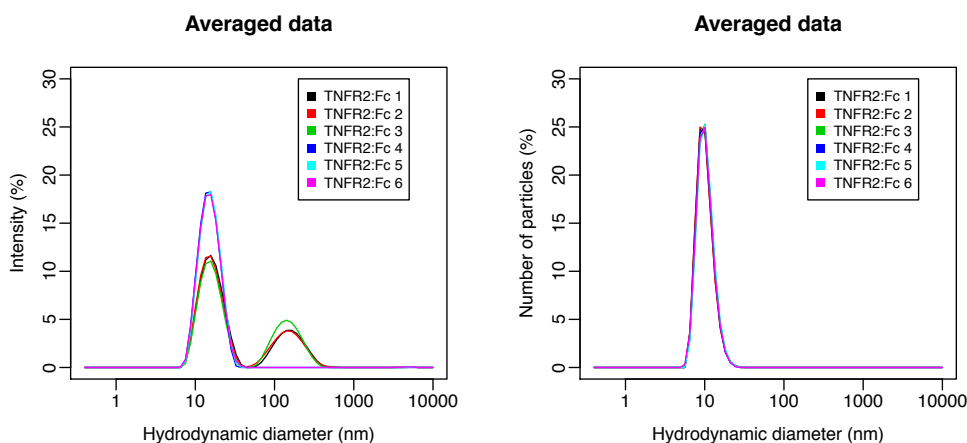 Averaged data
Intensity (%)
30
25
20
15
10
5
0
TNFR2:Fc 1
TNFR2:Fc 2
TNFR2:Fc 3
TNFR2:Fc 4
TNFR2:Fc 5
TNFR2:Fc 6
1 10 100 1000 10000
Hydrodynamic diameter (nm)
Averaged data
Number of particles (%)
30
25
20
15
10
5
0
TNFR2:Fc 1
TNFR2:Fc 2
TNFR2:Fc 3
TNFR2:Fc 4
TNFR2:Fc 5
TNFR2:Fc 6
1 10 100 1000 10000
Hydrodynamic diameter (nm)